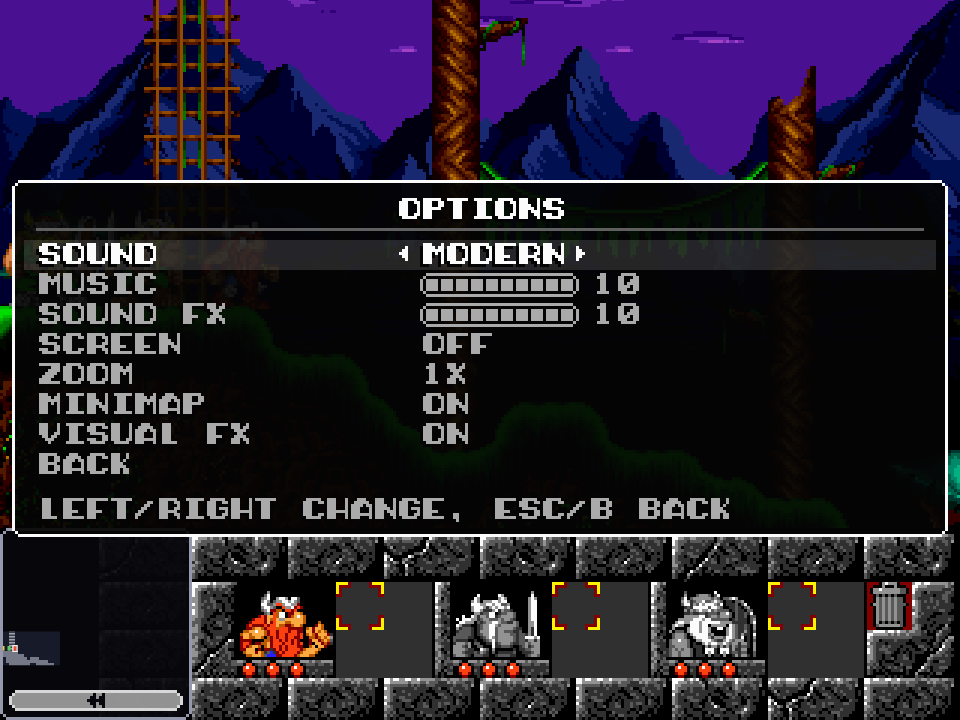 OPTIONS
SOUND MODERN
MUSIC 10
SOUND FX 10
SCREEN OFF
ZOOM 1X
MINIMAP ON
VISUAL FX ON
BACK
LEFT/RIGHT CHANGE, ESC/B BACK